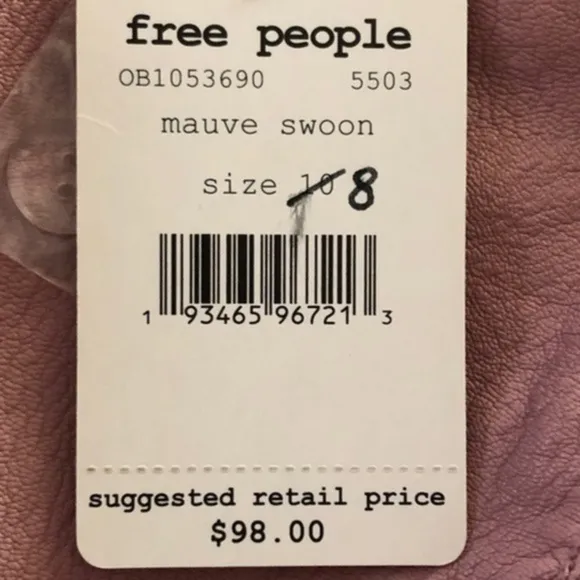 free people
OB1053690 5503
mauve swoon
size 10 8
1 93465 96721 3
suggested retail price
$98.00